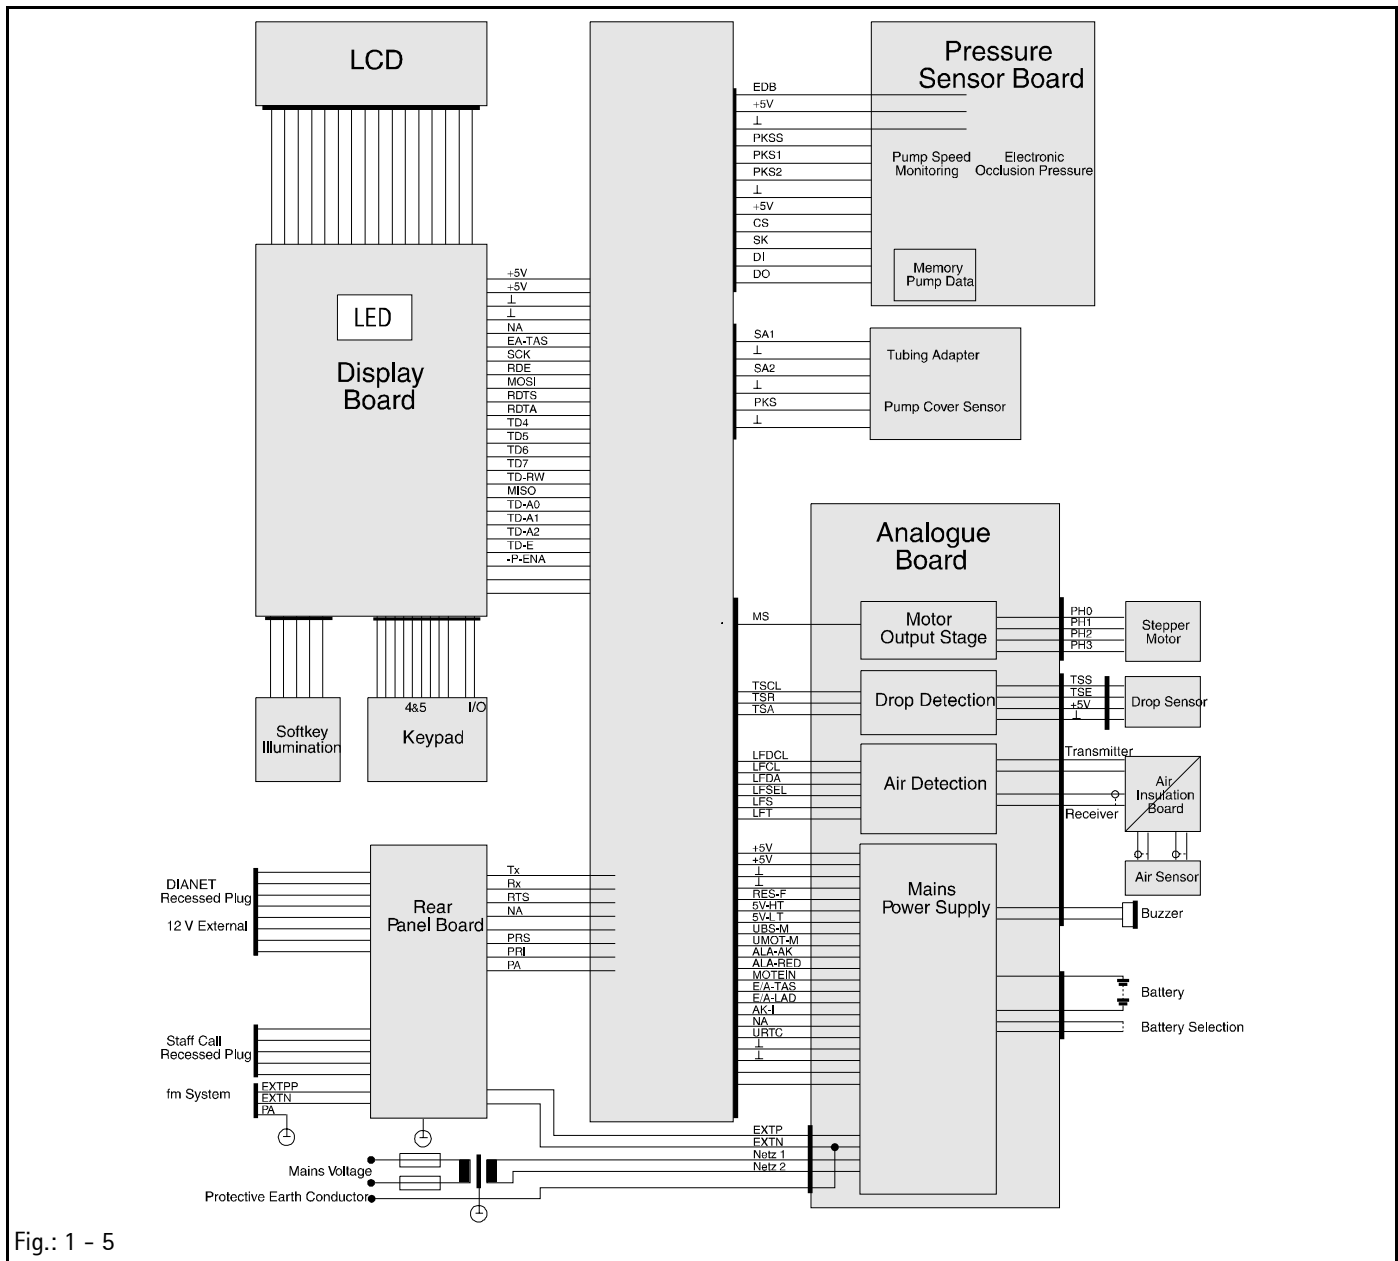 LCD
Pressure
Sensor Board
EDB
+5V
⊥
PKSS
PKS1
PKS2
⊥
+5V
CS
SK
DI
DO
Pump Speed
Monitoring
Electronic
Occlusion Pressure
Memory
Pump Data
LED
Display
Board
+5V
+5V
⊥
⊥
NA
EA-TAS
SCK
RDE
MOSI
RDTS
RDTA
TD4
TD5
TD6
TD7
TD-RW
MISO
TD-A0
TD-A1
TD-A2
TD-E
-P-ENA
SA1
⊥
SA2
⊥
PKS
⊥
Tubing Adapter
Pump Cover Sensor
Analogue
Board
MS
Motor
Output Stage
PH0
PH1
PH2
PH3
Stepper
Motor
TSCL
TSR
TSA
Drop Detection
TSS
TSE
+5V
⊥
Drop Sensor
LFDCL
LFCL
LFDA
LFSEL
LFS
LFT
Air Detection
Transmitter
Receiver
Air
Insulation
Board
Air Sensor
Softkey
Illumination
4&5
I/O
Keypad
+5V
+5V
⊥
⊥
RES-F
5V-HT
5V-LT
UBS-M
UMOT-M
ALA-AK
ALA-RED
MOTEIN
E/A-TAS
E/A-LAD
AK-I
NA
URTC
⊥
⊥
Mains
Power Supply
Buzzer
Battery
Battery Selection
DIANET
Recessed Plug
12 V External
Rear
Panel Board
Tx
Rx
RTS
NA
PRS
PRI
PA
Staff Call
Recessed Plug
fm System
EXTPP
EXTN
PA
EXTP
EXTN
Netz 1
Netz 2
Mains Voltage
Protective Earth Conductor
Fig.: 1 - 5